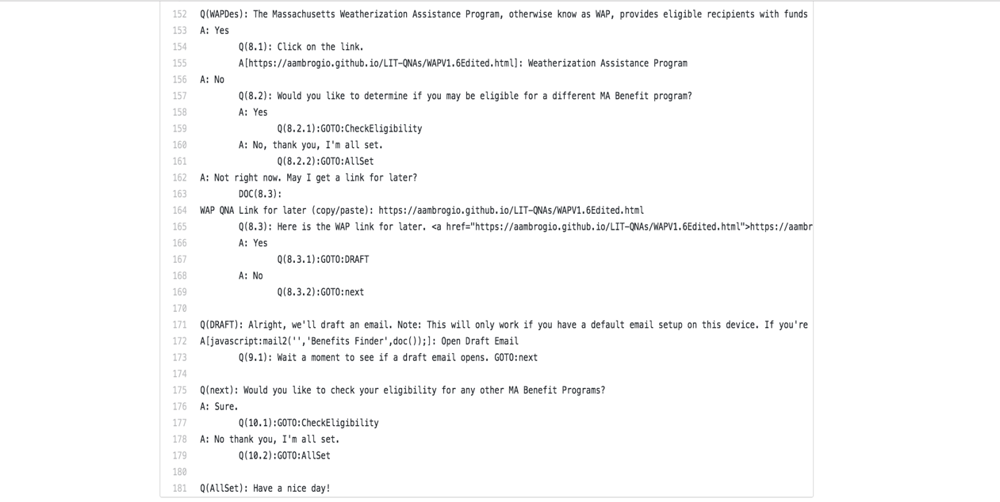 152 Q(WAPDes): The Massachusetts Weatherization Assistance Program, otherwise know as WAP, provides eligible recipients with funds
153 A: Yes
154 Q(8.1): Click on the link.
155 A[https://aambrogio.github.io/LIT-QNAs/WAPV1.6Edited.html]: Weatherization Assistance Program
156 A: No
157 Q(8.2): Would you like to determine if you may be eligible for a different MA Benefit program?
158 A: Yes
159 Q(8.2.1):GOTO:CheckEligibility
160 A: No, thank you, I'm all set.
161 Q(8.2.2):GOTO:AllSet
162 A: Not right now. May I get a link for later?
163 DOC(8.3):
164 WAP QNA Link for later (copy/paste): https://aambrogio.github.io/LIT-QNAs/WAPV1.6Edited.html
165 Q(8.3): Here is the WAP link for later. <a href="https://aambrogio.github.io/LIT-QNAs/WAPV1.6Edited.html">https://aambr
166 A: Yes
167 Q(8.3.1):GOTO:DRAFT
168 A: No
169 Q(8.3.2):GOTO:next
170
171 Q(DRAFT): Alright, we'll draft an email. Note: This will only work if you have a default email setup on this device. If you're
172 A[javascript:mail2('','Benefits Finder',doc());]: Open Draft Email
173 Q(9.1): Wait a moment to see if a draft email opens. GOTO:next
174
175 Q(next): Would you like to check your eligibility for any other MA Benefit Programs?
176 A: Sure.
177 Q(10.1):GOTO:CheckEligibility
178 A: No thank you, I'm all set.
179 Q(10.2):GOTO:AllSet
180
181 Q(AllSet): Have a nice day!